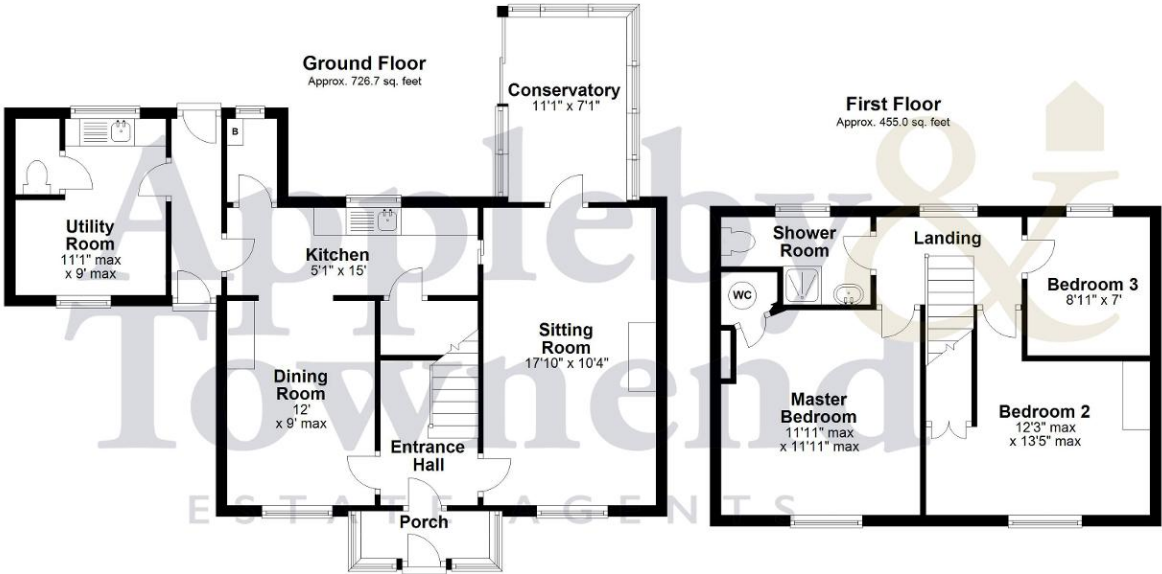 Ground Floor
Approx. 726.7 sq. feet
Conservatory
11'1" x 7'1"
First Floor
Approx. 455.0 sq. feet
B
Utility
Room
11'1" max
x 9' max
Kitchen
5'1" x 15'
Sitting
Room
17'10" x 10'4"
Dining
Room
12'
x 9' max
Entrance
Hall
Porch
Shower
Room
Landing
WC
Bedroom 3
8'11" x 7'
Master
Bedroom
11'11" max
x 11'11" max
Bedroom 2
12'3" max
x 13'5" max
Appleby &
Townend
ESTATE AGENTS